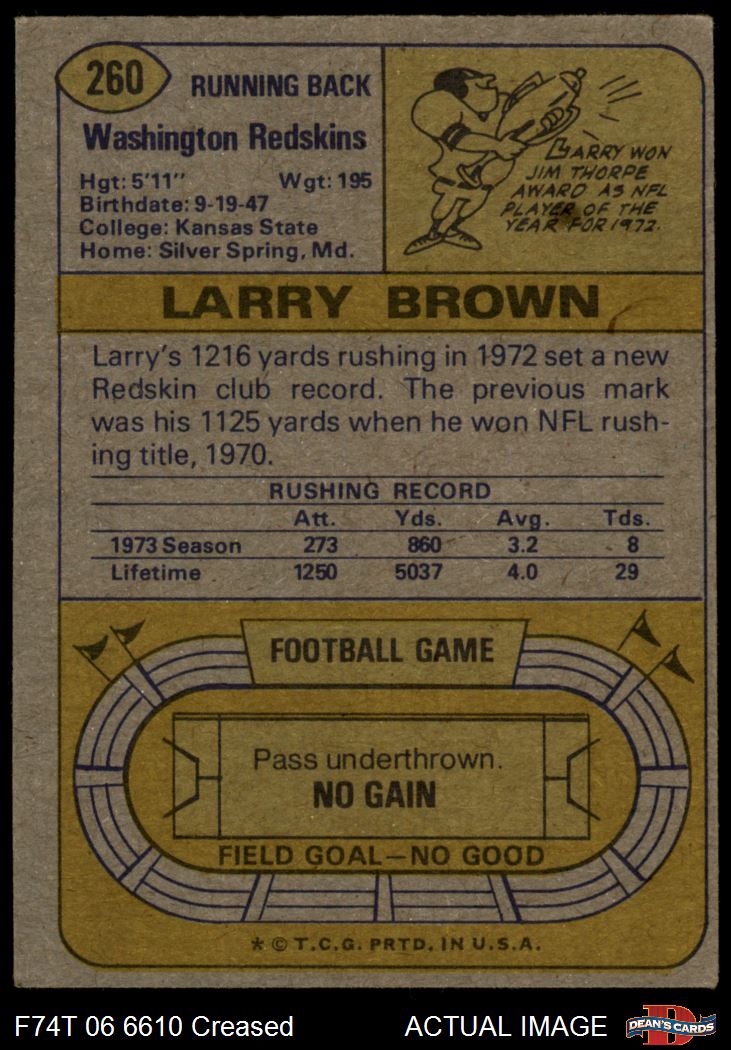 260
RUNNING BACK
Washington Redskins
Hgt: 5'11" Wgt: 195
Birthdate: 9-19-47
College: Kansas State
Home: Silver Spring, Md.
LARRY WON
JIM THORPE
AWARD AS NFL
PLAYER OF THE
YEAR FOR 1972.
LARRY BROWN
Larry's 1216 yards rushing in 1972 set a new
Redskin club record. The previous mark
was his 1125 yards when he won NFL rush-
ing title, 1970.
RUSHING RECORD
Att. Yds. Avg. Tds.
1973 Season 273 860 3.2 8
Lifetime 1250 5037 4.0 29
FOOTBALL GAME
Pass underthrown.
NO GAIN
FIELD GOAL—NO GOOD
* © T.C.G. PRTD. IN U.S.A.
F74T 06 6610 Creased ACTUAL IMAGE
DEAN'S CARDS